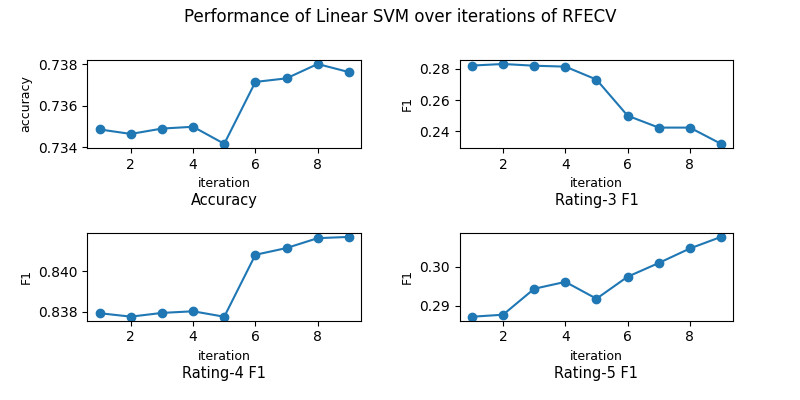 Performance of Linear SVM over iterations of RFECV
accuracy
0.738
0.736
0.734
2 4 6 8
iteration
Accuracy
F1
0.28
0.26
0.24
2 4 6 8
iteration
Rating-3 F1
F1
0.840
0.838
2 4 6 8
iteration
Rating-4 F1
F1
0.30
0.29
2 4 6 8
iteration
Rating-5 F1